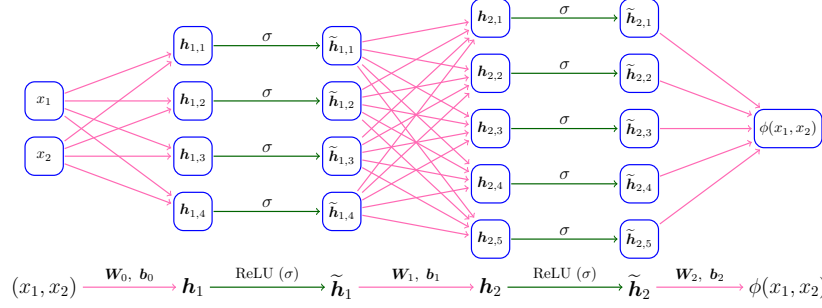 h₂,₁ σ h̃₂,₁
h₁,₁ σ h̃₁,₁
h₂,₂ σ h̃₂,₂
x₁
h₁,₂ σ h̃₁,₂
h₂,₃ σ h̃₂,₃ ϕ(x₁, x₂)
x₂
h₁,₃ σ h̃₁,₃
h₂,₄ σ h̃₂,₄
h₁,₄ σ h̃₁,₄
h₂,₅ σ h̃₂,₅
(x₁, x₂) W₀, b₀ h₁ ReLU (σ) h̃₁ W₁, b₁ h₂ ReLU (σ) h̃₂ W₂, b₂ ϕ(x₁, x₂)